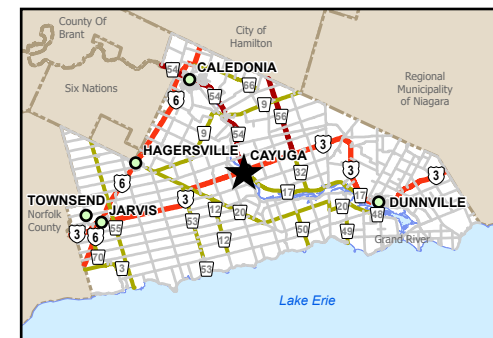 County Of
Brant
City of
Hamilton
Six Nations
Regional
Municipality
of Niagara
CALEDONIA
54
6
54
66
9
56
54
9
HAGERSVILLE
CAYUGA
3
3
3
32
17
17
6
3
TOWNSEND
Norfolk
County
JARVIS
3
6
55
53
12
20
12
50
20
49
48
DUNNVILLE
Grand River
70
3
53
Lake Erie